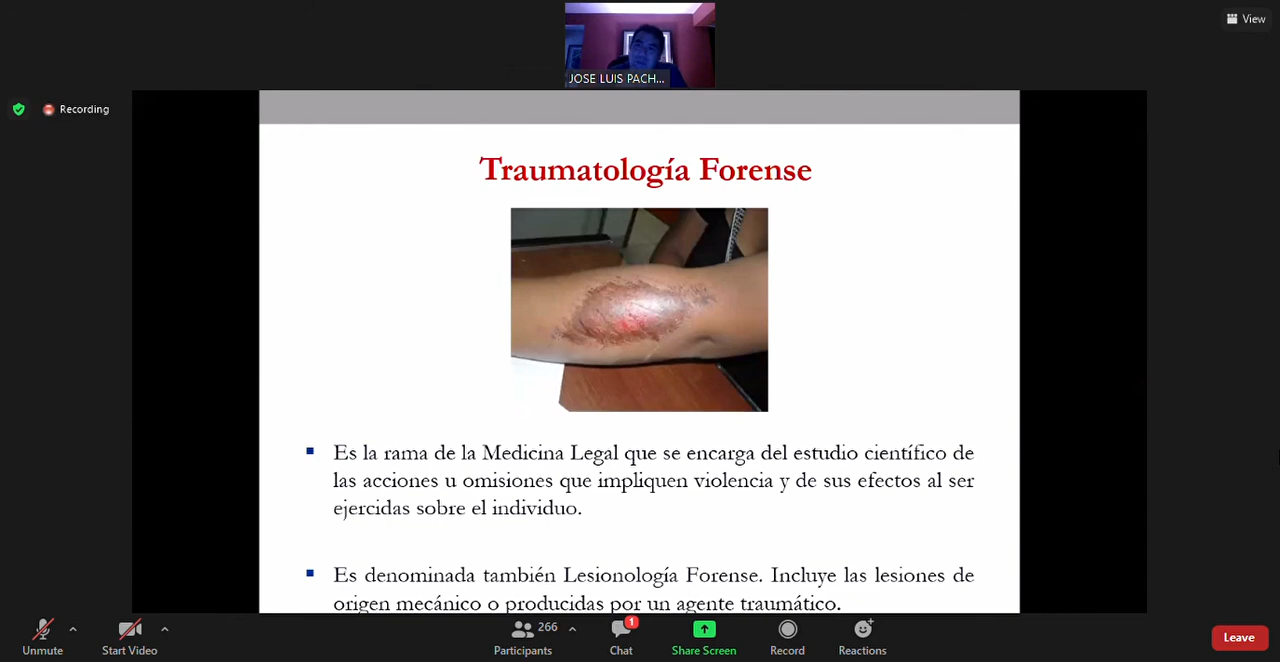 View
JOSE LUIS PACH...
Recording
Traumatología Forense
Es la rama de la Medicina Legal que se encarga del estudio científico de
las acciones u omisiones que impliquen violencia y de sus efectos al ser
ejercidas sobre el individuo.
Es denominada también Lesionología Forense. Incluye las lesiones de
origen mecánico o producidas por un agente traumático.
266
1
Unmute
Start Video
Participants
Chat
Share Screen
Record
Reactions
Leave